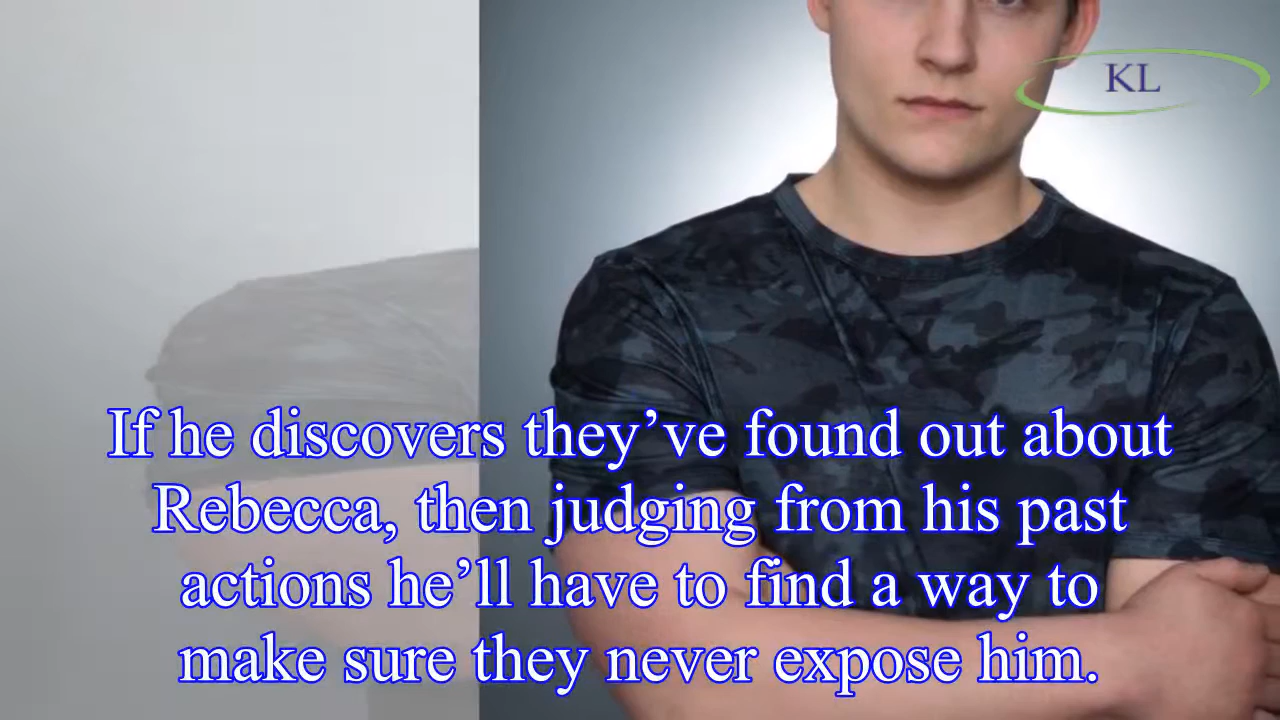 KL
If he discovers they’ve found out about
Rebecca, then judging from his past
actions he’ll have to find a way to
make sure they never expose him.